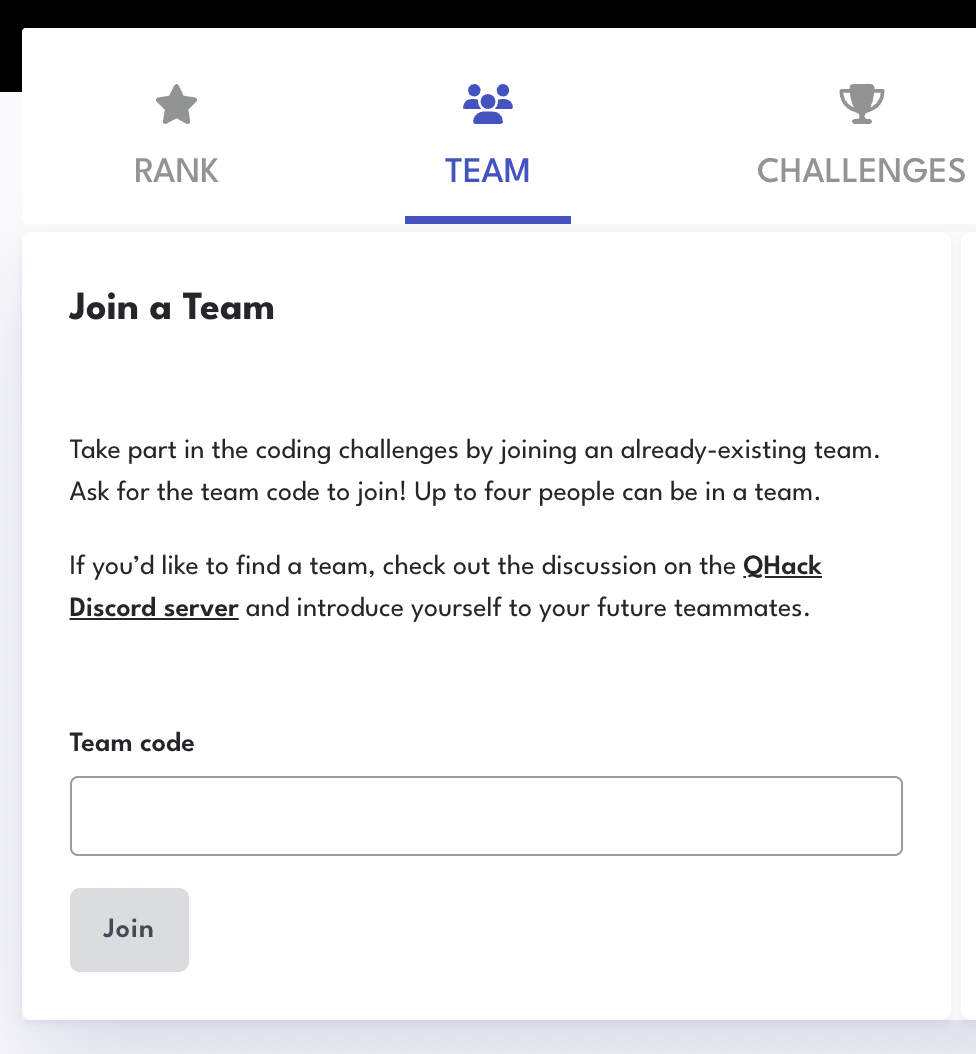 RANK
TEAM
CHALLENGES
Join a Team
Take part in the coding challenges by joining an already-existing team.
Ask for the team code to join! Up to four people can be in a team.
If you’d like to find a team, check out the discussion on the QHack
Discord server and introduce yourself to your future teammates.
Team code
Join